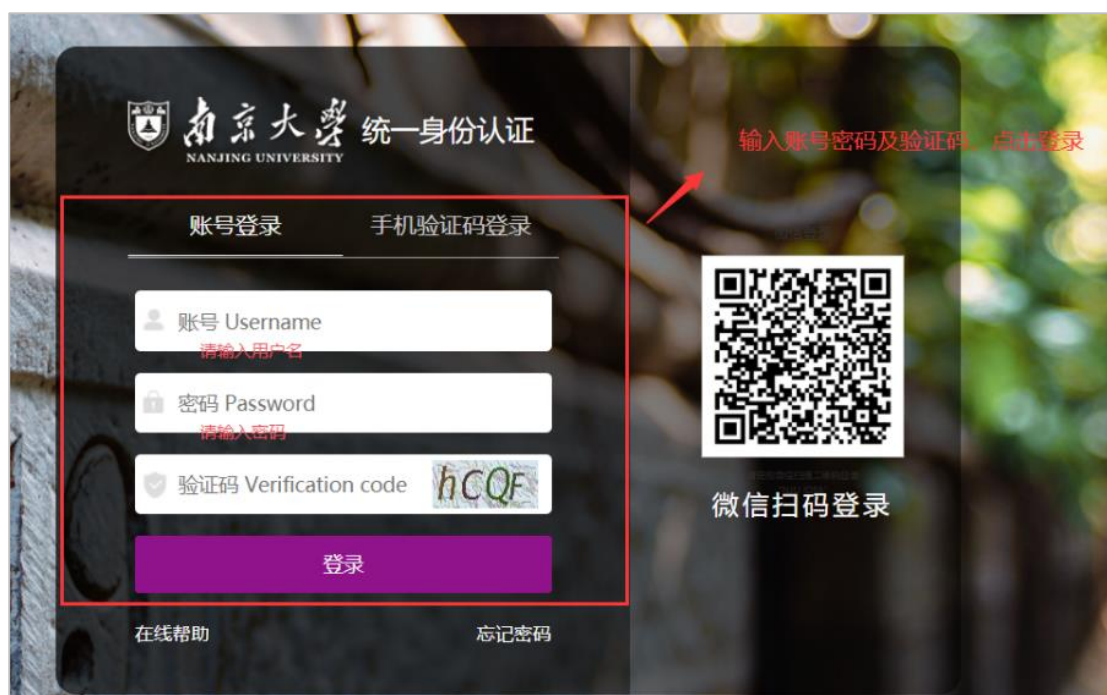 南京大學
NANJING UNIVERSITY
统一身份认证
输入账号密码及验证码，点击登录
账号登录
手机验证码登录
账号 Username
请输入用户名
密码 Password
请输入密码
验证码 Verification code
hCQF
登录
微信扫码登录
在线帮助
忘记密码